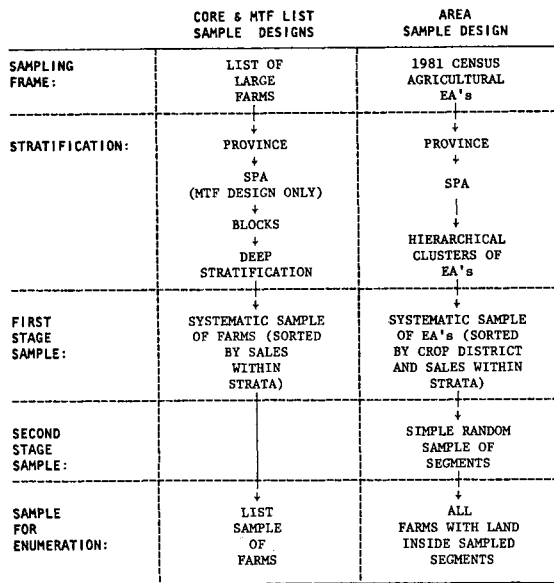 CORE & MTF LIST
SAMPLE DESIGNS
AREA
SAMPLE DESIGN
SAMPLING
FRAME:
LIST OF
LARGE
FARMS
1981 CENSUS
AGRICULTURAL
EA's
STRATIFICATION:
PROVINCE
SPA
(MTF DESIGN ONLY)
BLOCKS
DEEP
STRATIFICATION
PROVINCE
SPA
HIERARCHICAL
CLUSTERS OF
EA's
FIRST
STAGE
SAMPLE:
SYSTEMATIC SAMPLE
OF FARMS (SORTED
BY SALES
WITHIN
STRATA)
SYSTEMATIC SAMPLE
OF EA's (SORTED
BY CROP DISTRICT
AND SALES WITHIN
STRATA)
SECOND
STAGE
SAMPLE:
SIMPLE RANDOM
SAMPLE OF
SEGMENTS
SAMPLE
FOR
ENUMERATION:
LIST
SAMPLE
OF
FARMS
ALL
FARMS WITH LAND
INSIDE SAMPLED
SEGMENTS